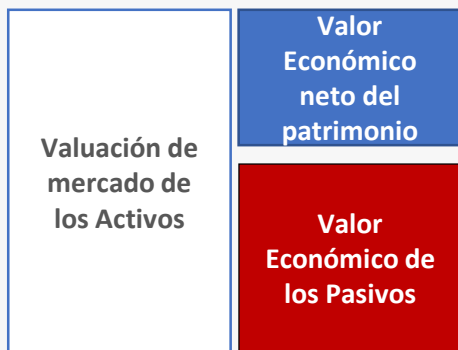 Valuación de
mercado de
los Activos
Valor
Económico
neto del
patrimonio
Valor
Económico de
los Pasivos